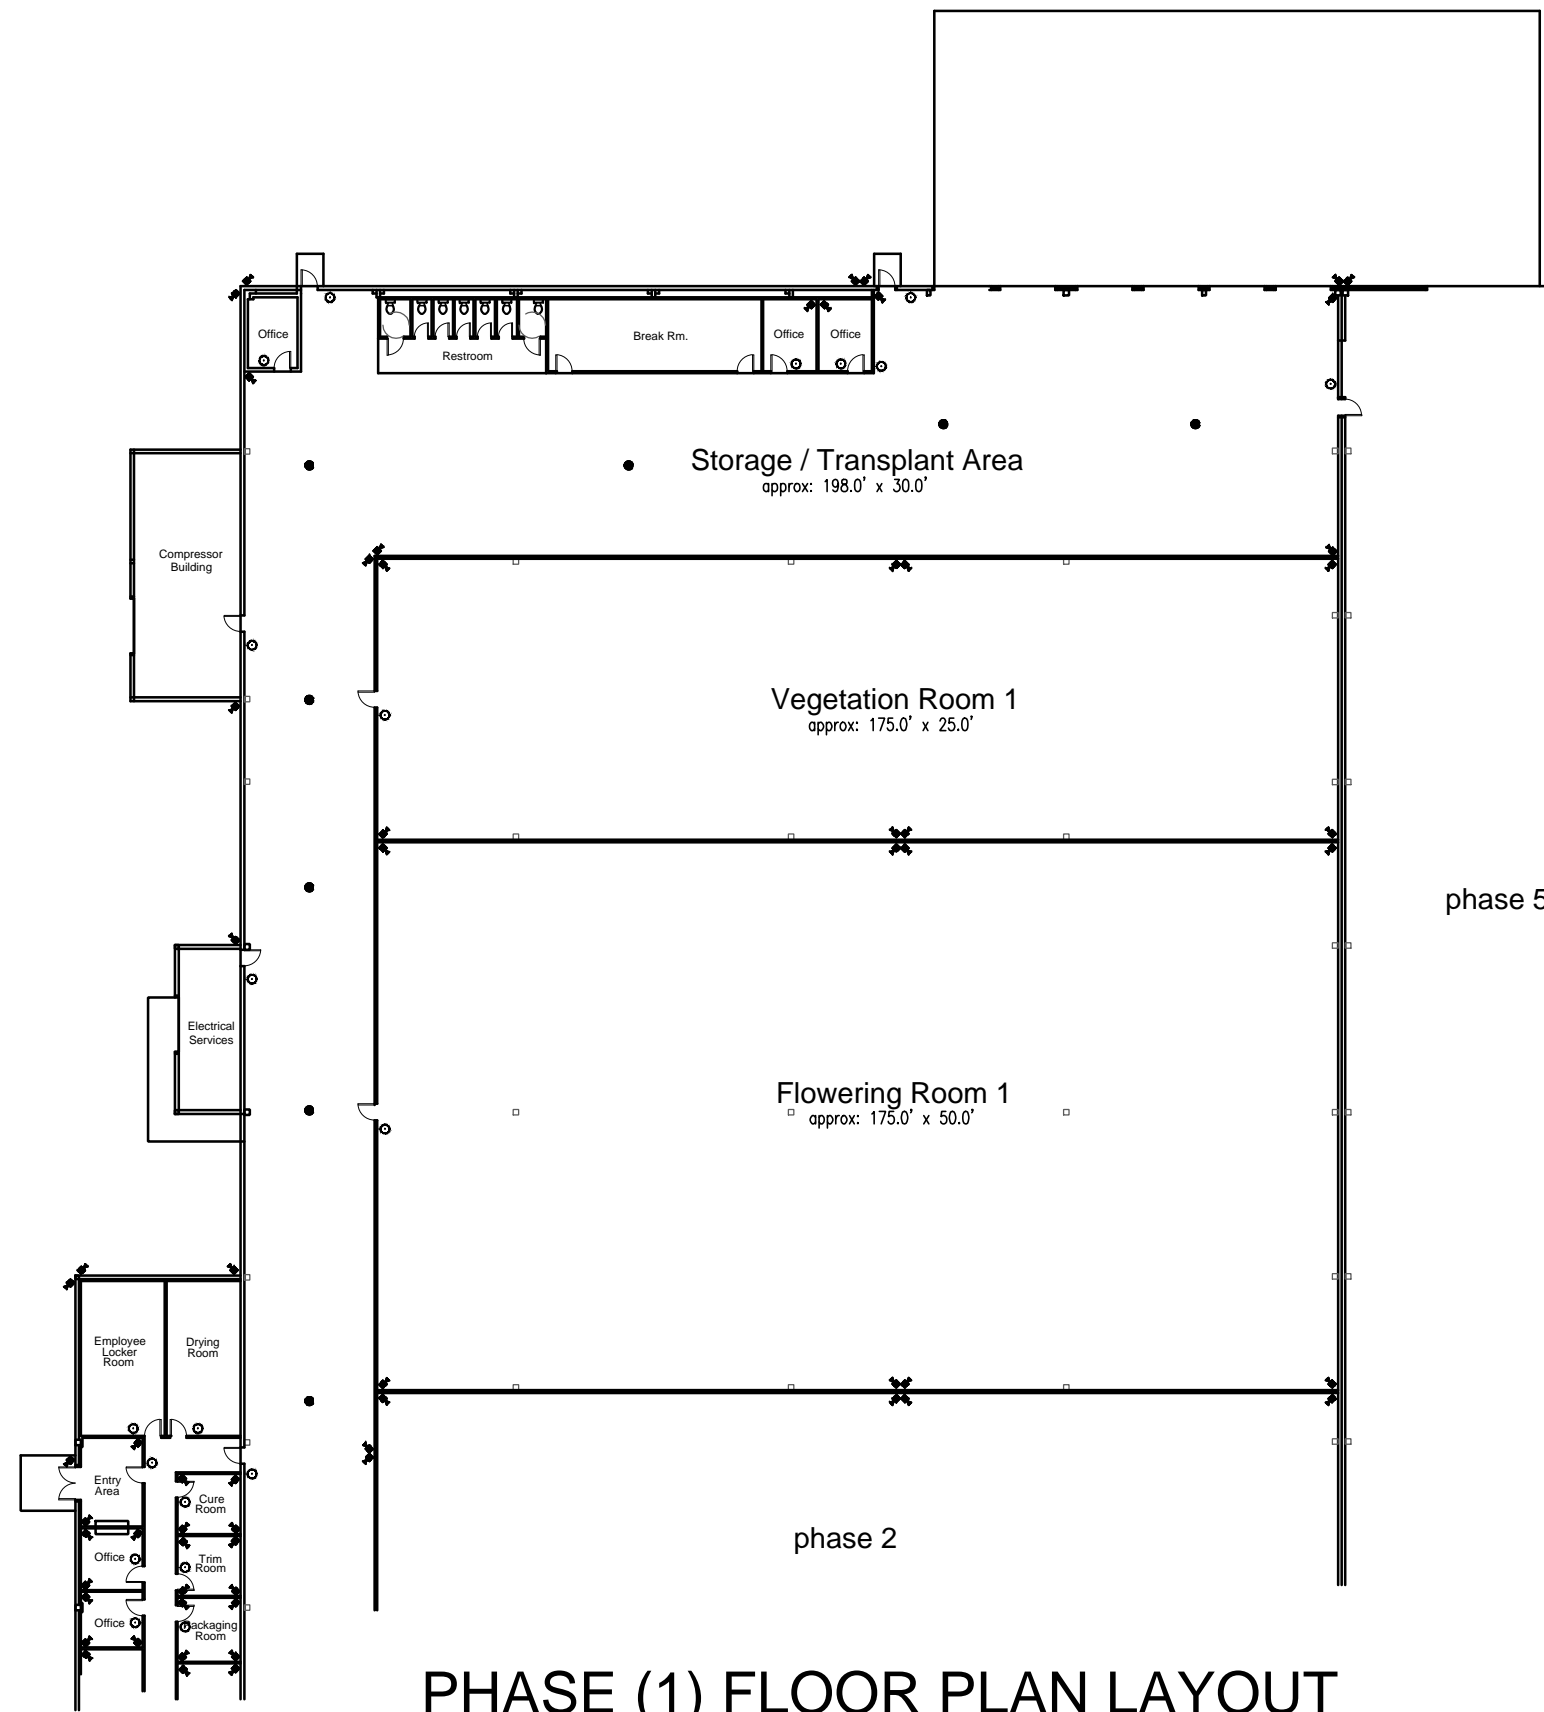 Office
Restroom
Break Rm.
Office
Office
Storage / Transplant Area
approx: 198.0' x 30.0'
Compressor
Building
Vegetation Room 1
approx: 175.0' x 25.0'
phase 5
Electrical
Services
Flowering Room 1
approx: 175.0' x 50.0'
Employee
Locker
Room
Drying
Room
Entry
Area
Cure
Room
Office
Trim
Room
Office
Packaging
Room
phase 2
PHASE (1) FLOOR PLAN LAYOUT